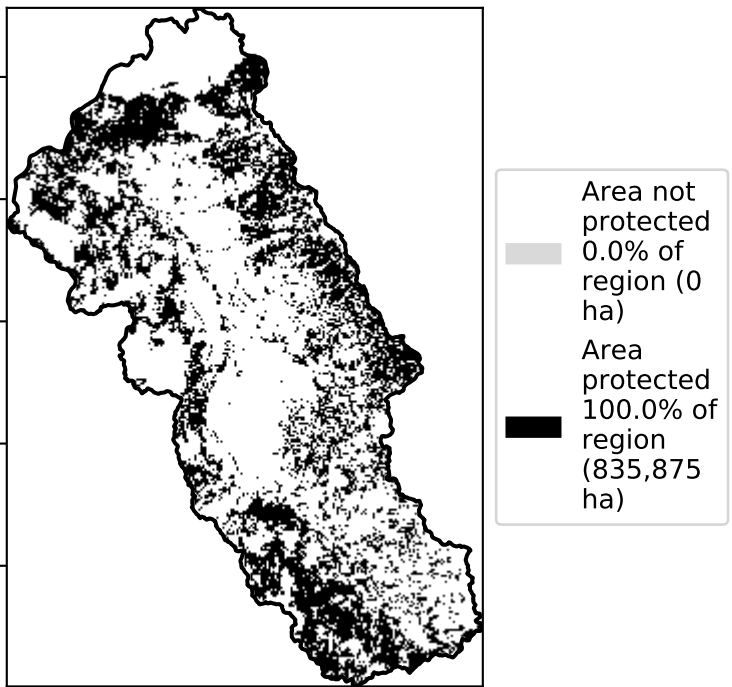 Area not
protected
0.0% of
region (0
ha)
Area
protected
100.0% of
region
(835,875
ha)